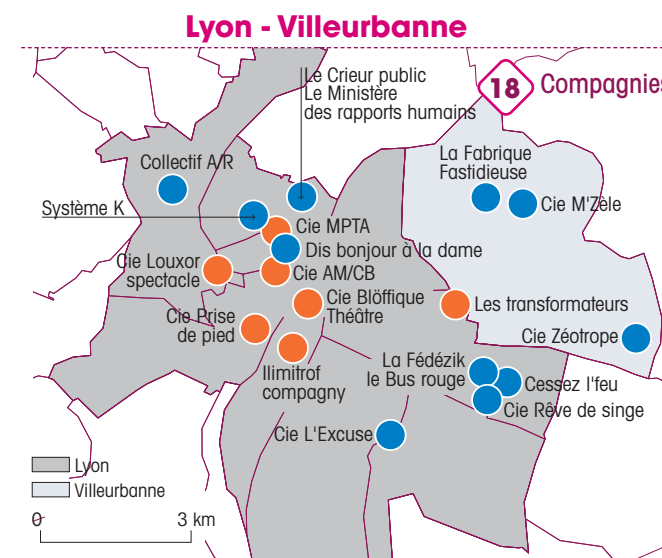 Lyon - Villeurbanne
18 Compagnies
Le Crieur public
Le Ministère
des rapports humains
La Fabrique
Fastidieuse
Collectif A/R
Cie M'Zèle
Système K
Cie MPTA
Dis bonjour à la dame
Cie Louxor
spectacle
Cie AM/CB
Cie Blöffique
Théâtre
Les transformateurs
Cie Prise
de pied
Cie Zéotrope
Ilimitrof
compagny
La Fédézik
le Bus rouge
Cessez l'feu
Cie Rêve de singe
Cie L'Excuse
Lyon
Villeurbanne
0 3 km